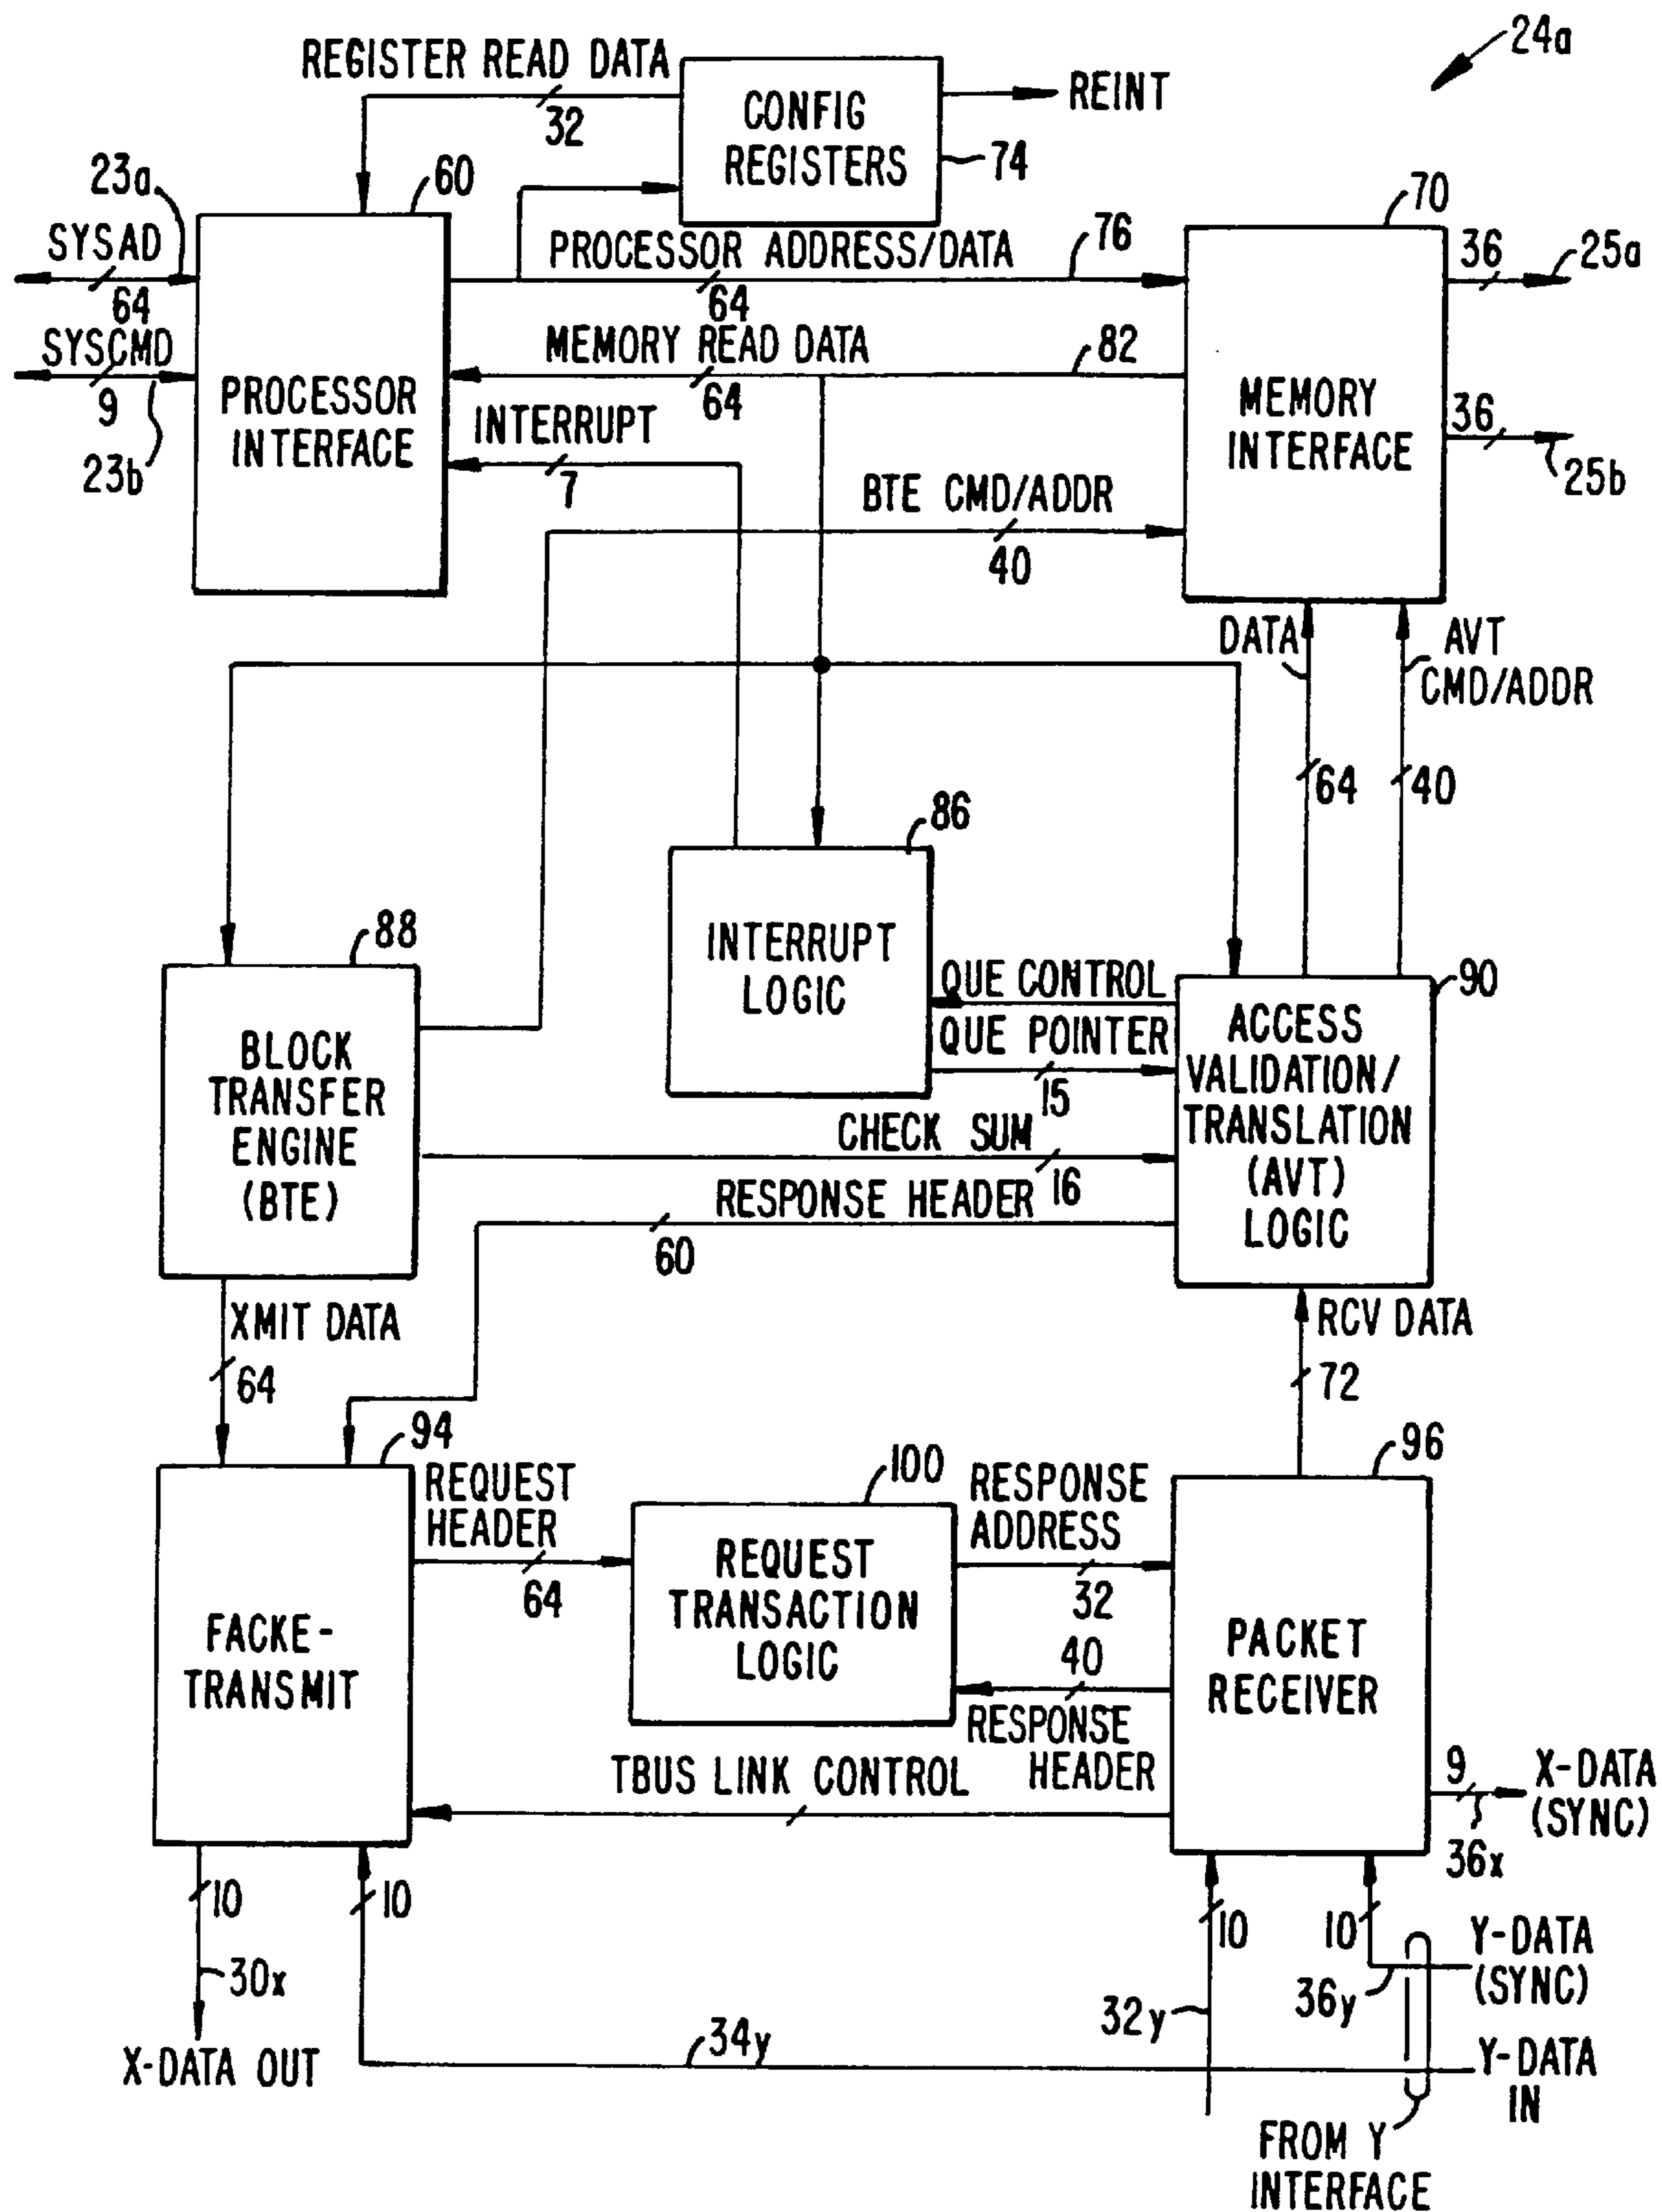 24a
REGISTER READ DATA
32
CONFIG
REGISTERS
REINT
74
23a
60
70
SYSAD
64
PROCESSOR ADDRESS/DATA
76
64
36
25a
SYSCMD
9
23b
PROCESSOR
INTERFACE
MEMORY READ DATA
82
64
MEMORY
INTERFACE
36
25b
INTERRUPT
7
BTE CMD/ADDR
40
DATA
AVT
CMD/ADDR
64
40
86
INTERRUPT
LOGIC
88
BLOCK
TRANSFER
ENGINE
(BTE)
QUE CONTROL
QUE POINTER
15
90
ACCESS
VALIDATION/
TRANSLATION
(AVT)
LOGIC
CHECK SUM
16
RESPONSE HEADER
60
XMIT DATA
64
RCV DATA
72
94
FACKE-
TRANSMIT
REQUEST
HEADER
64
100
REQUEST
TRANSACTION
LOGIC
RESPONSE
ADDRESS
32
40
RESPONSE
HEADER
96
PACKET
RECEIVER
TBUS LINK CONTROL
9
X-DATA
(SYNC)
36x
10
10
10
10
30x
X-DATA OUT
34y
32y
36y
Y-DATA
(SYNC)
Y-DATA
IN
FROM Y
INTERFACE